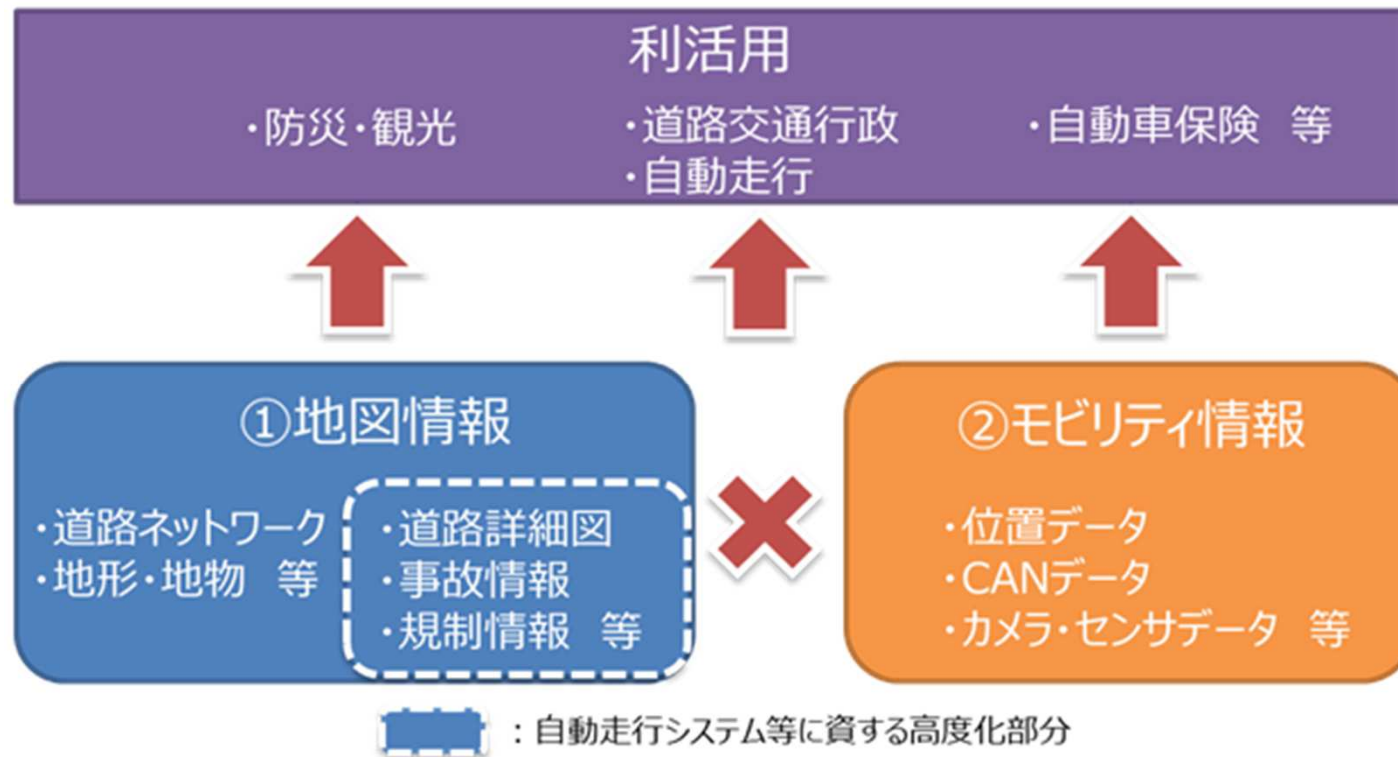 利活用
・防災・観光
・道路交通行政
・自動走行
・自動車保険 等
①地図情報
・道路ネットワーク
・地形・地物 等
・道路詳細図
・事故情報
・規制情報 等
②モビリティ情報
・位置データ
・CANデータ
・カメラ・センサデータ 等
：自動走行システム等に資する高度化部分